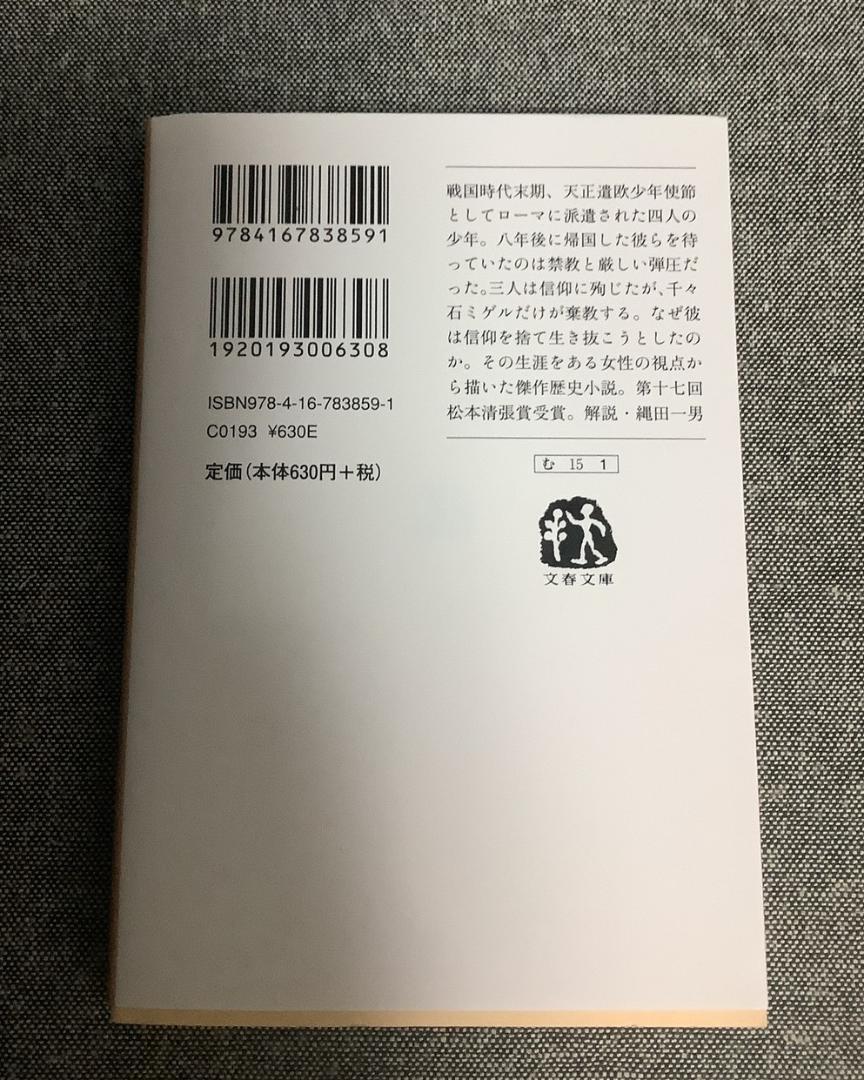 9784167838591
1920193006308
ISBN978-4-16-783859-1
C0193 ¥630E
定価(本体630円+税)
戦国時代末期、天正遣欧少年使節
としてローマに派遣された四人の
少年。八年後に帰国した彼らを待
っていたのは禁教と厳しい弾圧だ
った。三人は信仰に殉じたが、千々
石ミゲルだけが棄教する。なぜ彼
は信仰を捨て生き抜こうとしたの
か。その生涯をある女性の視点か
ら描いた傑作歴史小説。第十七回
松本清張賞受賞。解説・縄田一男
む 15 1
文春文庫